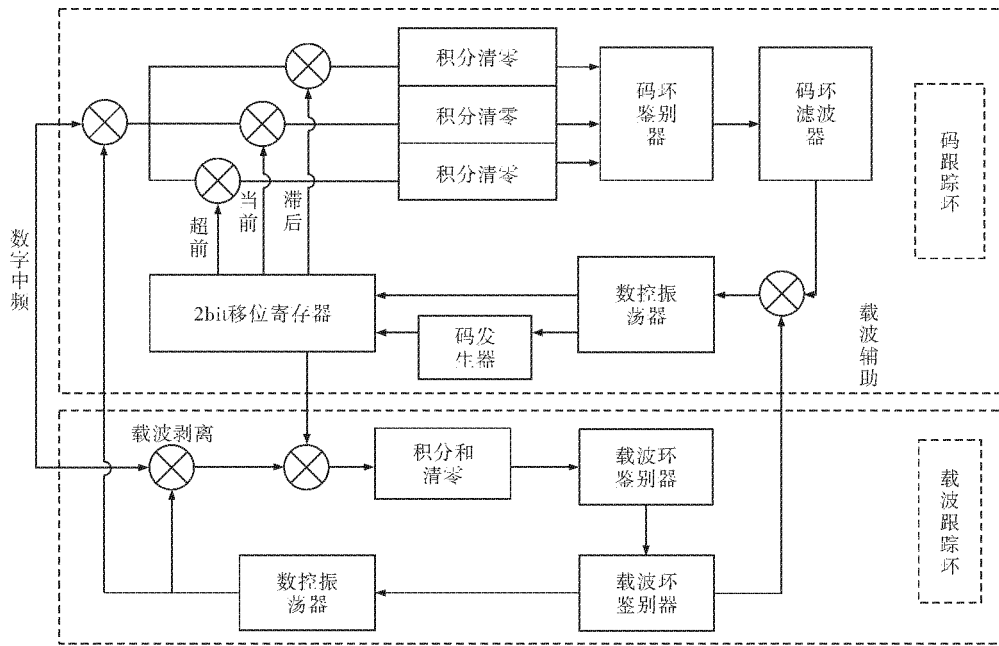 积分清零
积分清零
积分清零
码环
鉴别
器
码环
滤波
器
码跟踪环
超前
当前
滞后
数字中频
2bit移位寄存器
数控振
荡器
码发
生器
载波辅助
载波剥离
积分和
清零
载波环
鉴别器
载波跟踪环
数控振
荡器
载波环
鉴别器